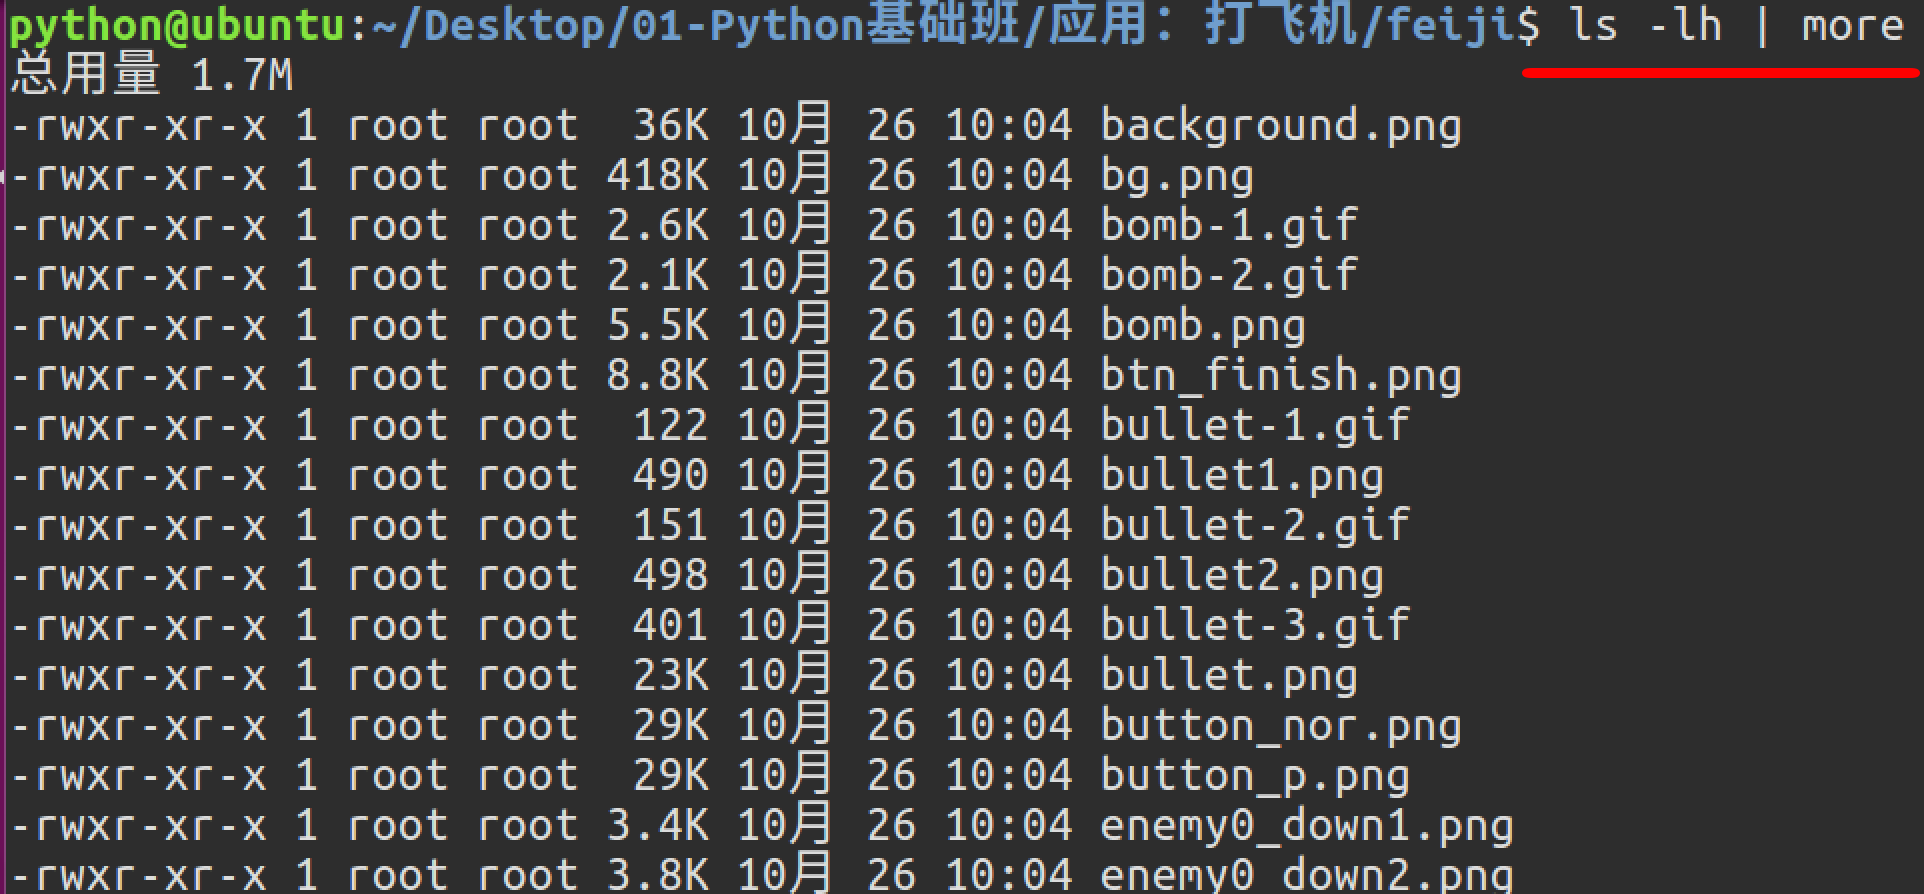 python@ubuntu:~/Desktop/01-Python基础班/应用：打飞机/feiji$ ls -lh | more
总用量 1.7M
-rwxr-xr-x 1 root root  36K 10月 26 10:04 background.png
-rwxr-xr-x 1 root root 418K 10月 26 10:04 bg.png
-rwxr-xr-x 1 root root 2.6K 10月 26 10:04 bomb-1.gif
-rwxr-xr-x 1 root root 2.1K 10月 26 10:04 bomb-2.gif
-rwxr-xr-x 1 root root 5.5K 10月 26 10:04 bomb.png
-rwxr-xr-x 1 root root 8.8K 10月 26 10:04 btn_finish.png
-rwxr-xr-x 1 root root  122 10月 26 10:04 bullet-1.gif
-rwxr-xr-x 1 root root  490 10月 26 10:04 bullet1.png
-rwxr-xr-x 1 root root  151 10月 26 10:04 bullet-2.gif
-rwxr-xr-x 1 root root  498 10月 26 10:04 bullet2.png
-rwxr-xr-x 1 root root  401 10月 26 10:04 bullet-3.gif
-rwxr-xr-x 1 root root  23K 10月 26 10:04 bullet.png
-rwxr-xr-x 1 root root  29K 10月 26 10:04 button_nor.png
-rwxr-xr-x 1 root root  29K 10月 26 10:04 button_p.png
-rwxr-xr-x 1 root root 3.4K 10月 26 10:04 enemy0_down1.png
-rwxr-xr-x 1 root root 3.8K 10月 26 10:04 enemy0_down2.png